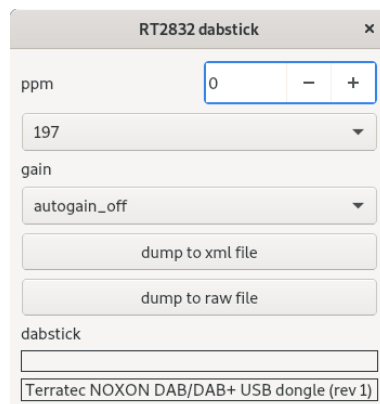 RT2832 dabstick ×
ppm 0 − +
197
gain
autogain_off
dump to xml file
dump to raw file
dabstick
Terratec NOXON DAB/DAB+ USB dongle (rev 1)